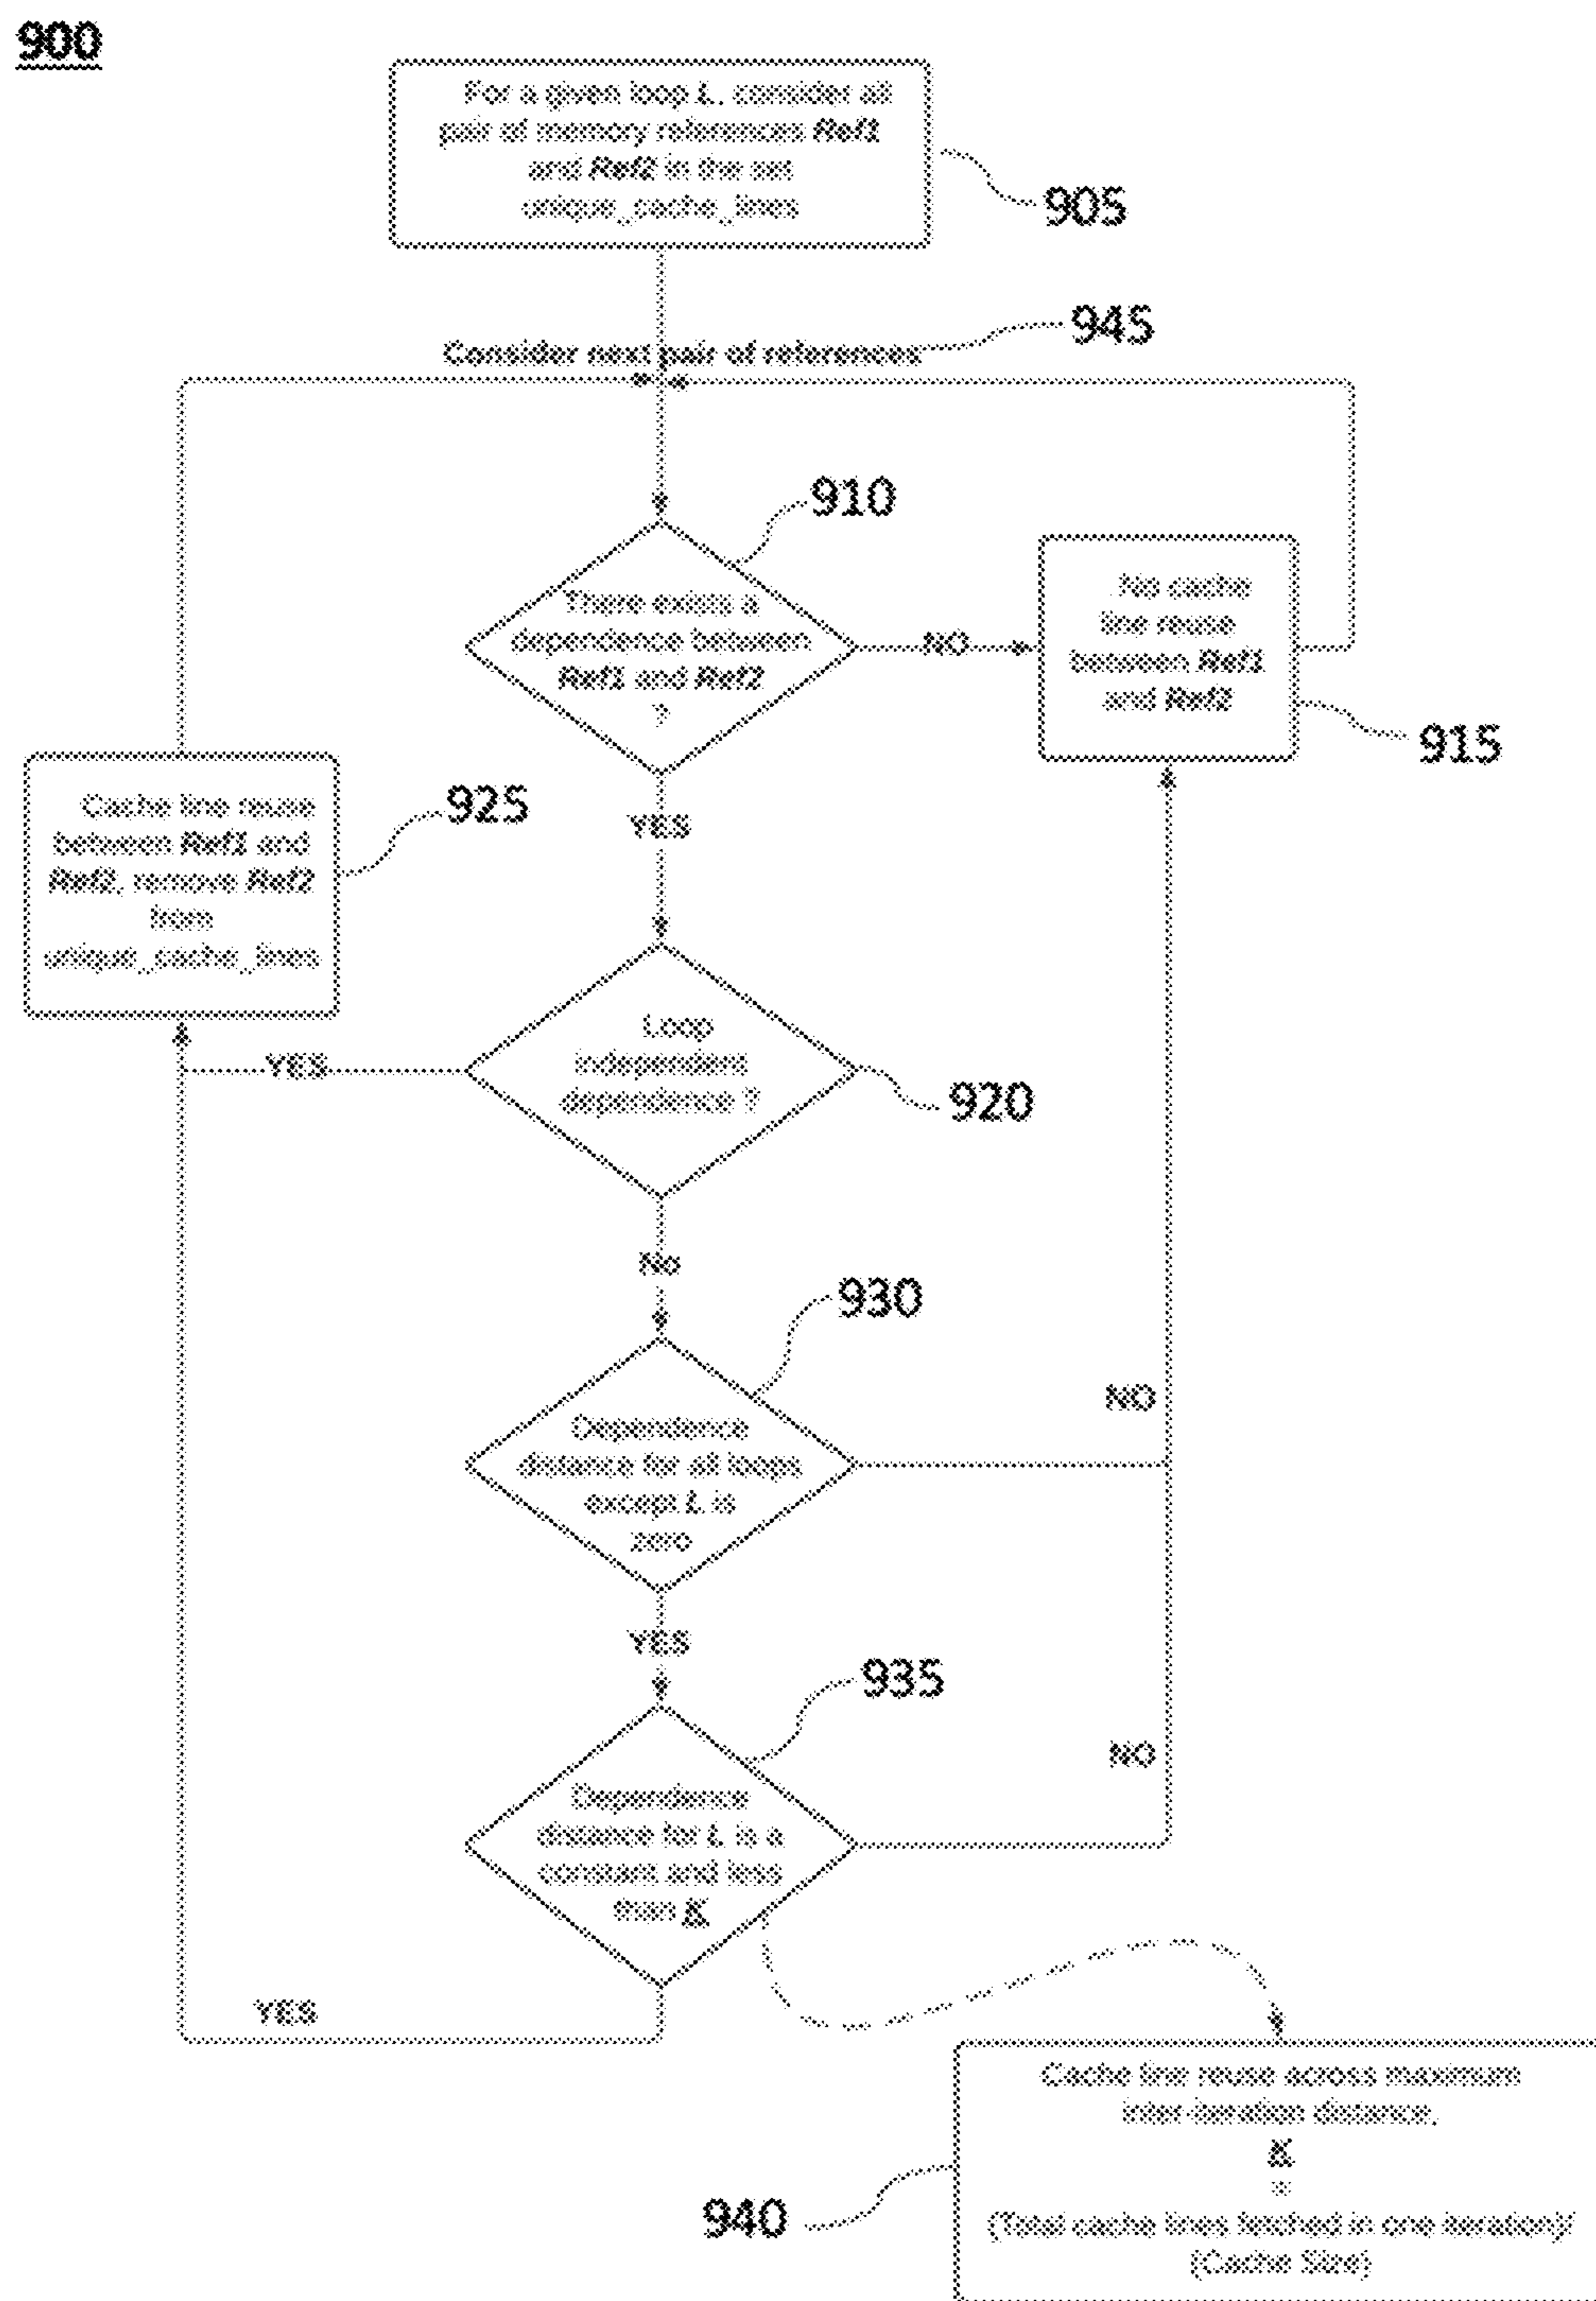 900
For a given loop L, consider all
pair of memory references Ref1
and Ref2 in the set
unique_cache_lines
905
945
Consider next pair of references
910
There exists a
dependence between
Ref1 and Ref2
?
NO
No cache
line reuse
between Ref1
and Ref2
915
YES
925
Cache line reuse
between Ref1 and
Ref2, remove Ref2
from
unique_cache_lines
Loop
independent
dependence ?
YES
920
No
930
Dependence
distance for all loops
except L is
zero
NO
YES
935
Dependence
distance for L is a
constant and less
than K
NO
YES
Cache line reuse across maximum
inter-iteration distance,
K
=
(Total cache lines fetched in one iteration)/
(Cache Size)
940